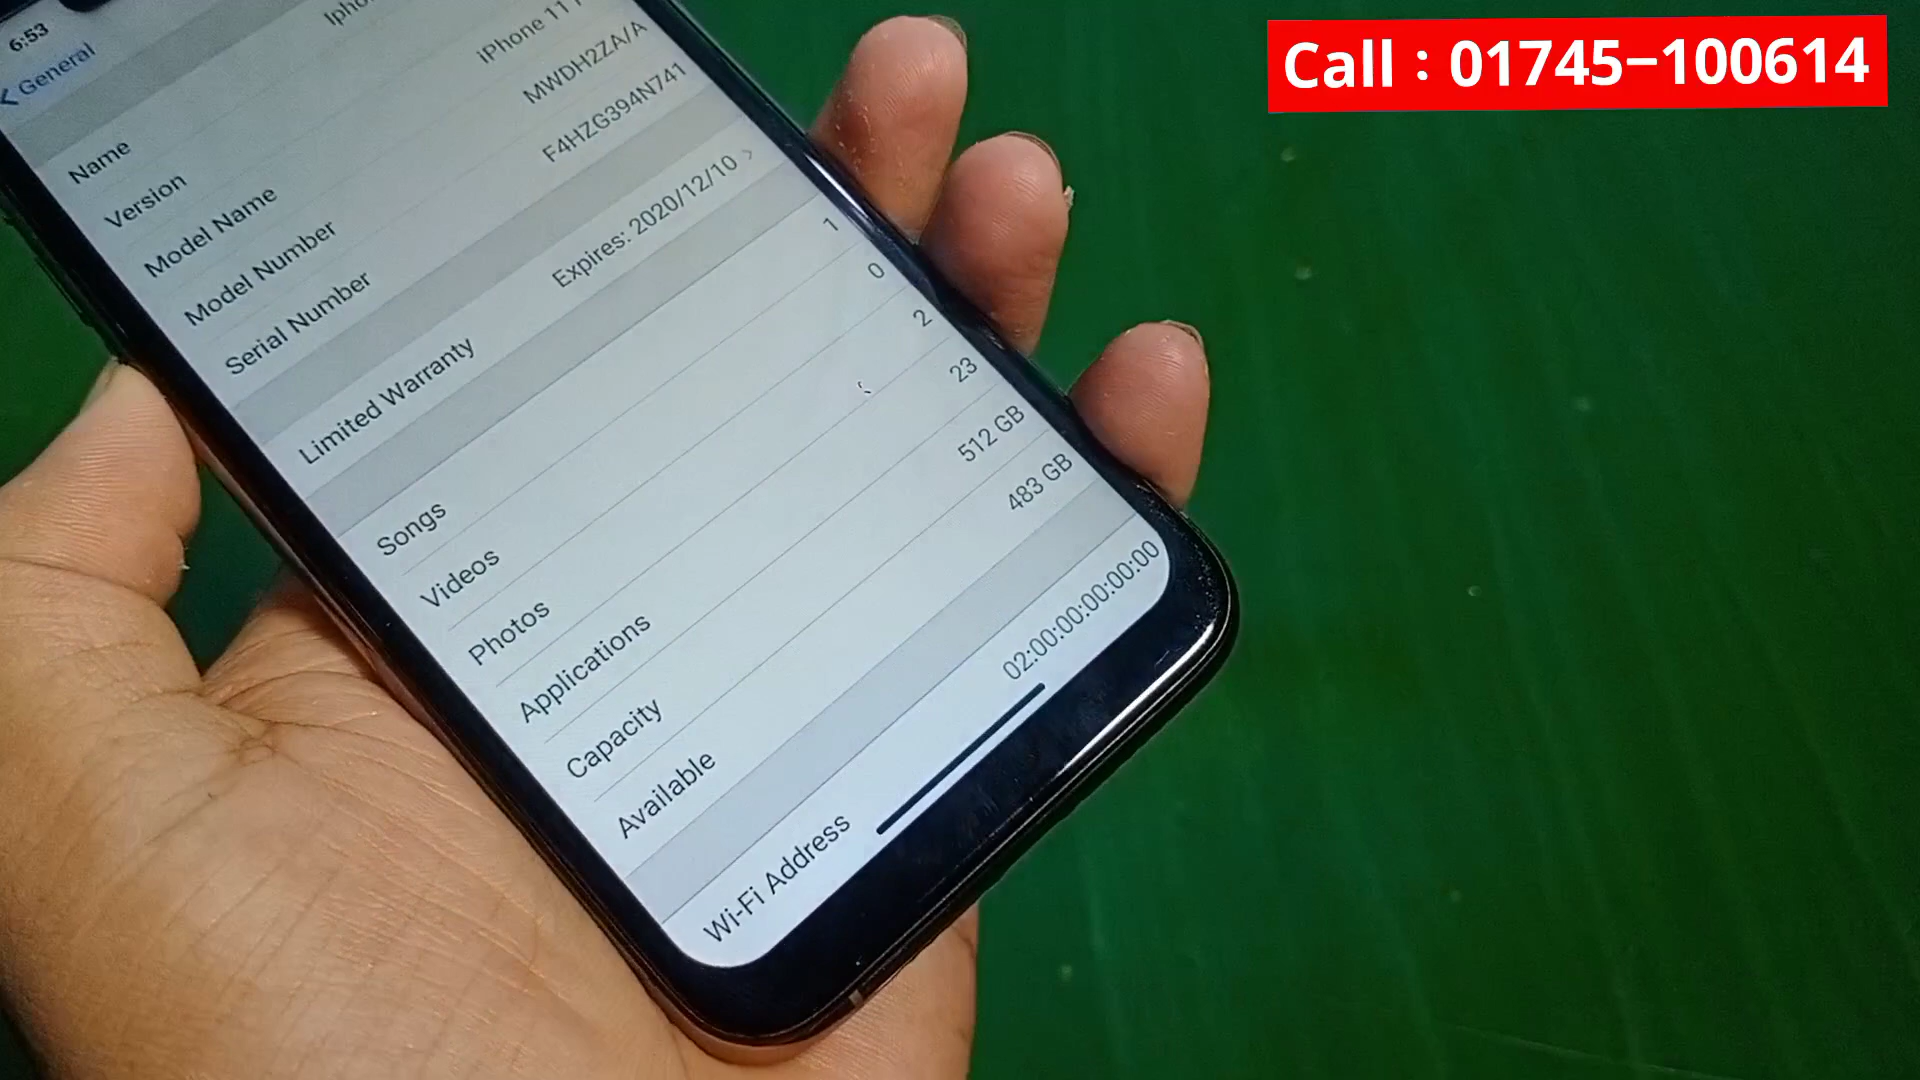 6:53
General
Name Ipho
Version
Model Name iPhone 11
Model Number MWDH2ZA/A
Serial Number F4HZG394N741
Limited Warranty Expires: 2020/12/10
Songs 1
Videos 0
Photos 2
Applications 23
Capacity 512 GB
Available 483 GB
Wi-Fi Address 02:00:00:00:00:00
Call : 01745-100614